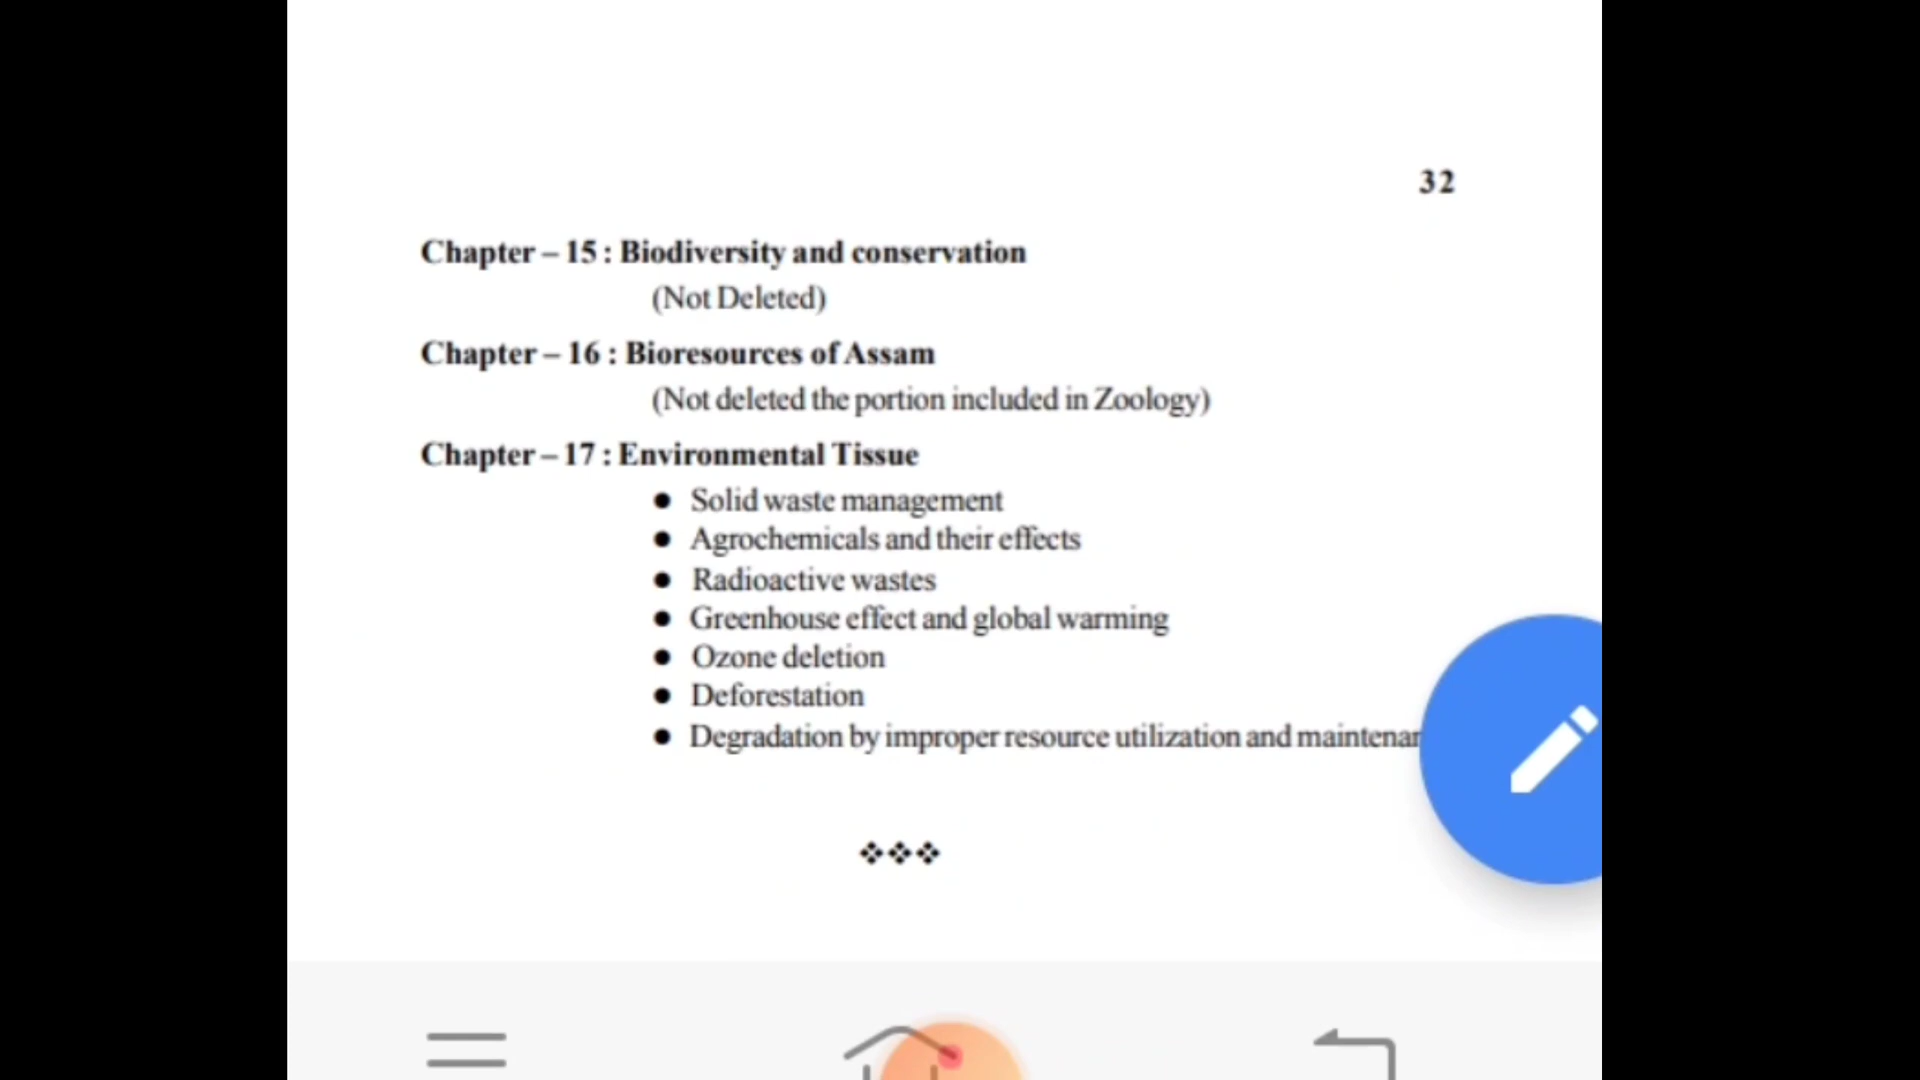 32
Chapter – 15 : Biodiversity and conservation
(Not Deleted)
Chapter – 16 : Bioresources of Assam
(Not deleted the portion included in Zoology)
Chapter – 17 : Environmental Tissue
● Solid waste management
● Agrochemicals and their effects
● Radioactive wastes
● Greenhouse effect and global warming
● Ozone deletion
● Deforestation
● Degradation by improper resource utilization and